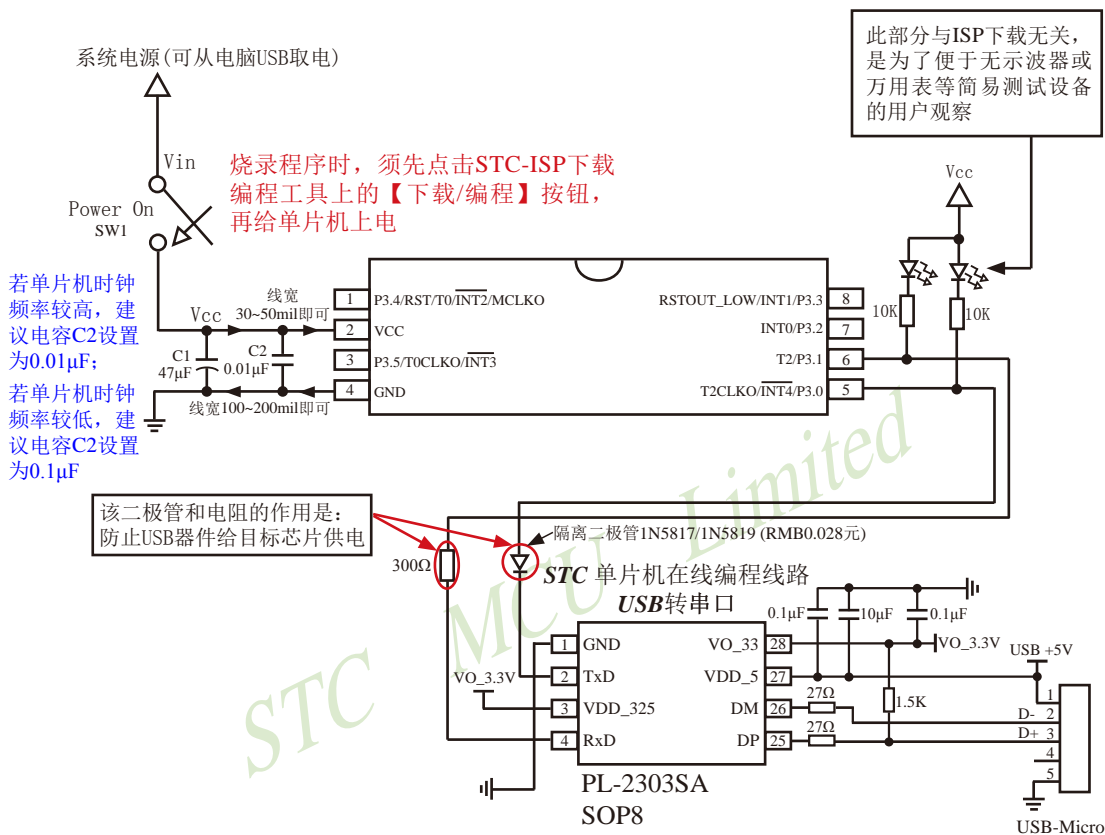 系统电源(可从电脑USB取电)
此部分与ISP下载无关，
是为了便于无示波器或
万用表等简易测试设备
的用户观察
Vin
Power On
SW1
烧录程序时，须先点击STC-ISP下载
编程工具上的【下载/编程】按钮，
再给单片机上电
Vcc
若单片机时钟
频率较高，建
议电容C2设置
为0.01μF；
若单片机时钟
频率较低，建
议电容C2设置
为0.1μF
Vcc
线宽
30~50mil即可
C1
47μF
C2
0.01μF
线宽100~200mil即可
1 P3.4/RST/T0/INT2/MCLKO
2 VCC
3 P3.5/T0CLKO/INT3
4 GND
RSTOUT_LOW/INT1/P3.3 8
INT0/P3.2 7
T2/P3.1 6
T2CLKO/INT4/P3.0 5
10K
10K
该二极管和电阻的作用是：
防止USB器件给目标芯片供电
300Ω
隔离二极管1N5817/1N5819 (RMB0.028元)
STC 单片机在线编程线路
USB转串口
0.1μF
10μF
0.1μF
1 GND
2 TxD
3 VDD_325
4 RxD
VO_33 28
VDD_5 27
DM 26
DP 25
VO_3.3V
VO_3.3V
USB +5V
27Ω
27Ω
1.5K
D-
D+
1
2
3
4
5
PL-2303SA
SOP8
USB-Micro
STC MCU Limited